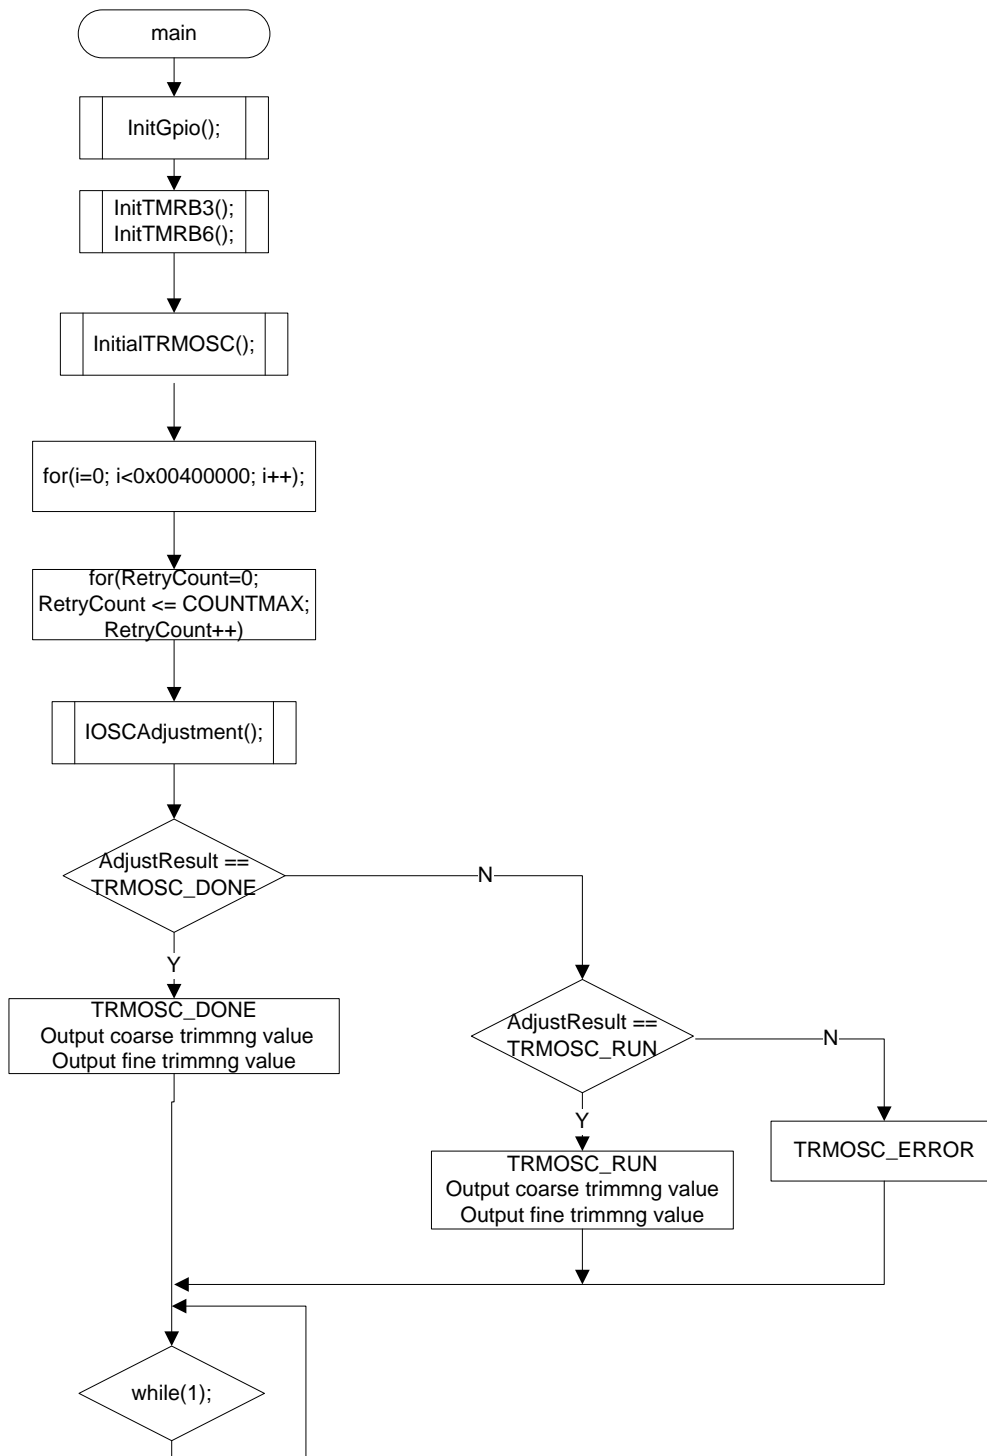 main
InitGpio();
InitTMRB3();
InitTMRB6();
InitialTRMOSC();
for(i=0; i<0x00400000; i++);
for(RetryCount=0;
RetryCount <= COUNTMAX;
RetryCount++)
IOSCAdjustment();
AdjustResult ==
TRMOSC_DONE
N
Y
TRMOSC_DONE
Output coarse trimmng value
Output fine trimmng value
AdjustResult ==
TRMOSC_RUN
N
Y
TRMOSC_RUN
Output coarse trimmng value
Output fine trimmng value
TRMOSC_ERROR
while(1);